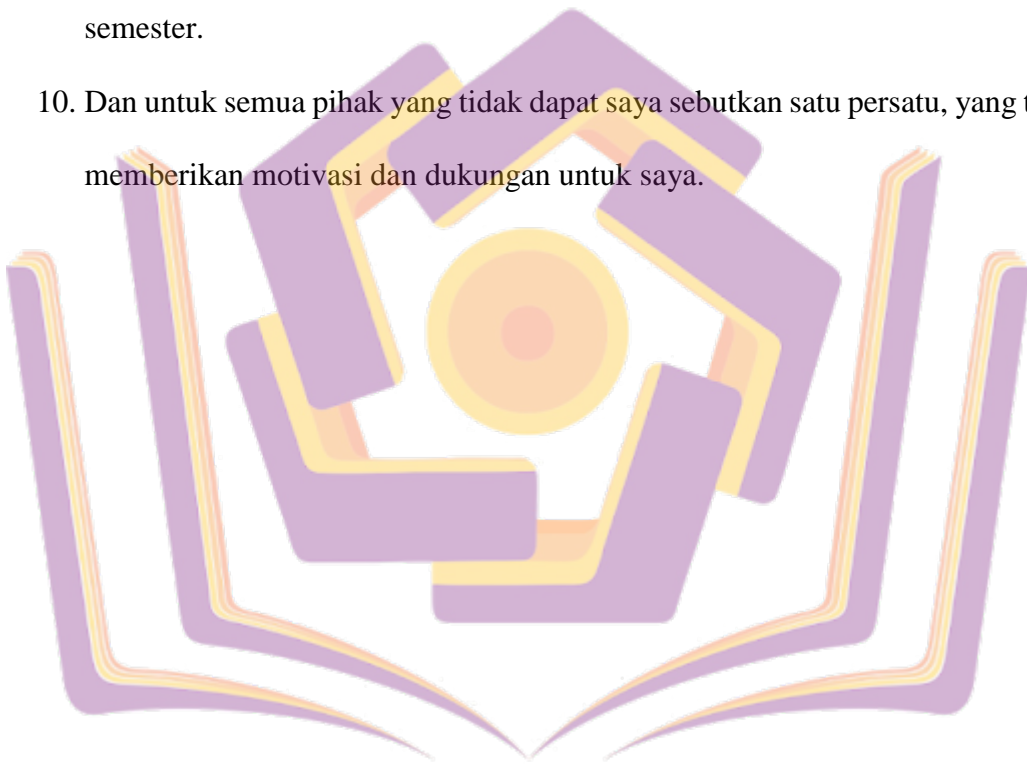 semester.
10. Dan untuk semua pihak yang tidak dapat saya sebutkan satu persatu, yang
memberikan motivasi dan dukungan untuk saya.